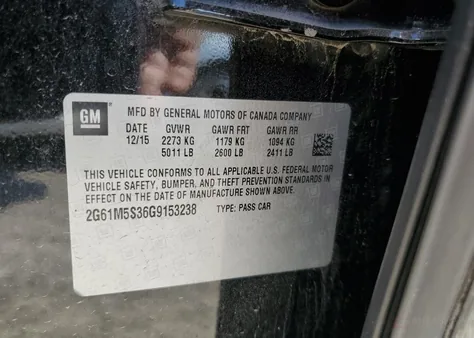 GM
MFD BY GENERAL MOTORS OF CANADA COMPANY
DATE GVWR GAWR FRT GAWR RR
12/15 2273 KG 1179 KG 1094 KG
5011 LB 2600 LB 2411 LB
THIS VEHICLE CONFORMS TO ALL APPLICABLE U.S. FEDERAL MOTOR
VEHICLE SAFETY, BUMPER, AND THEFT PREVENTION STANDARDS IN
EFFECT ON THE DATE OF MANUFACTURE SHOWN ABOVE.
2G61M5S36G9153238 TYPE: PASS CAR